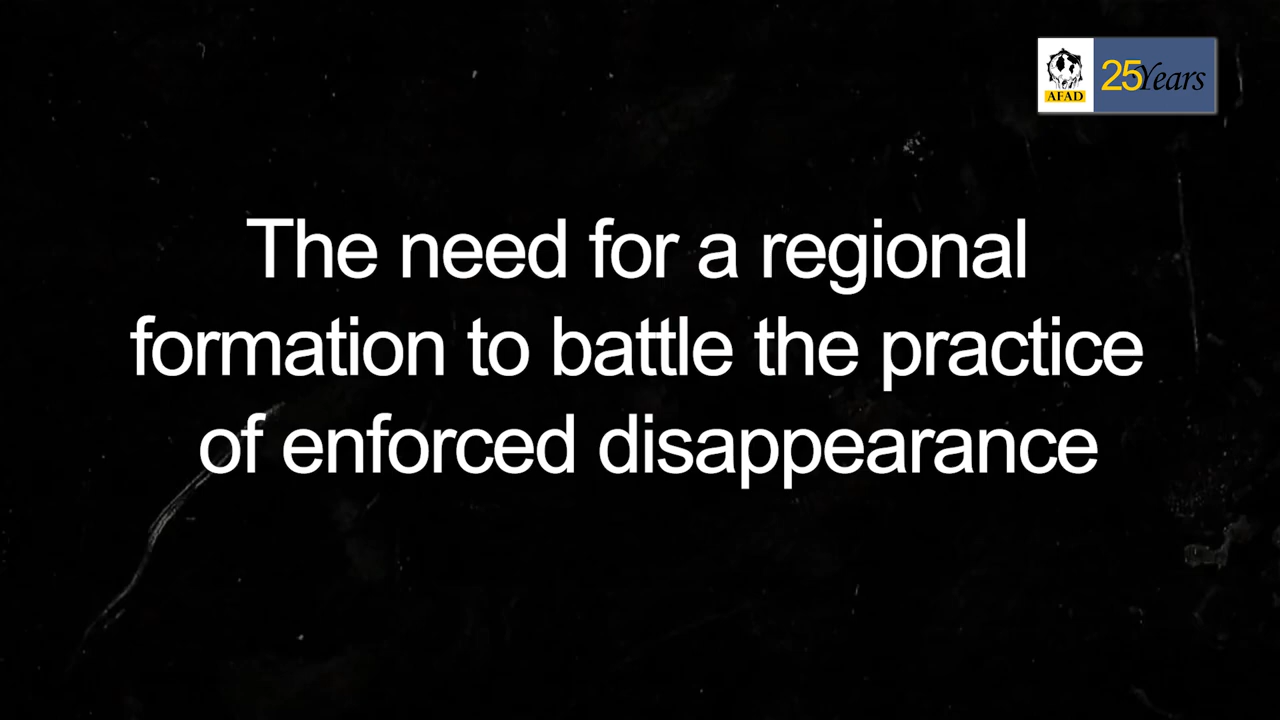 AFAD
25Years
The need for a regional
formation to battle the practice
of enforced disappearance